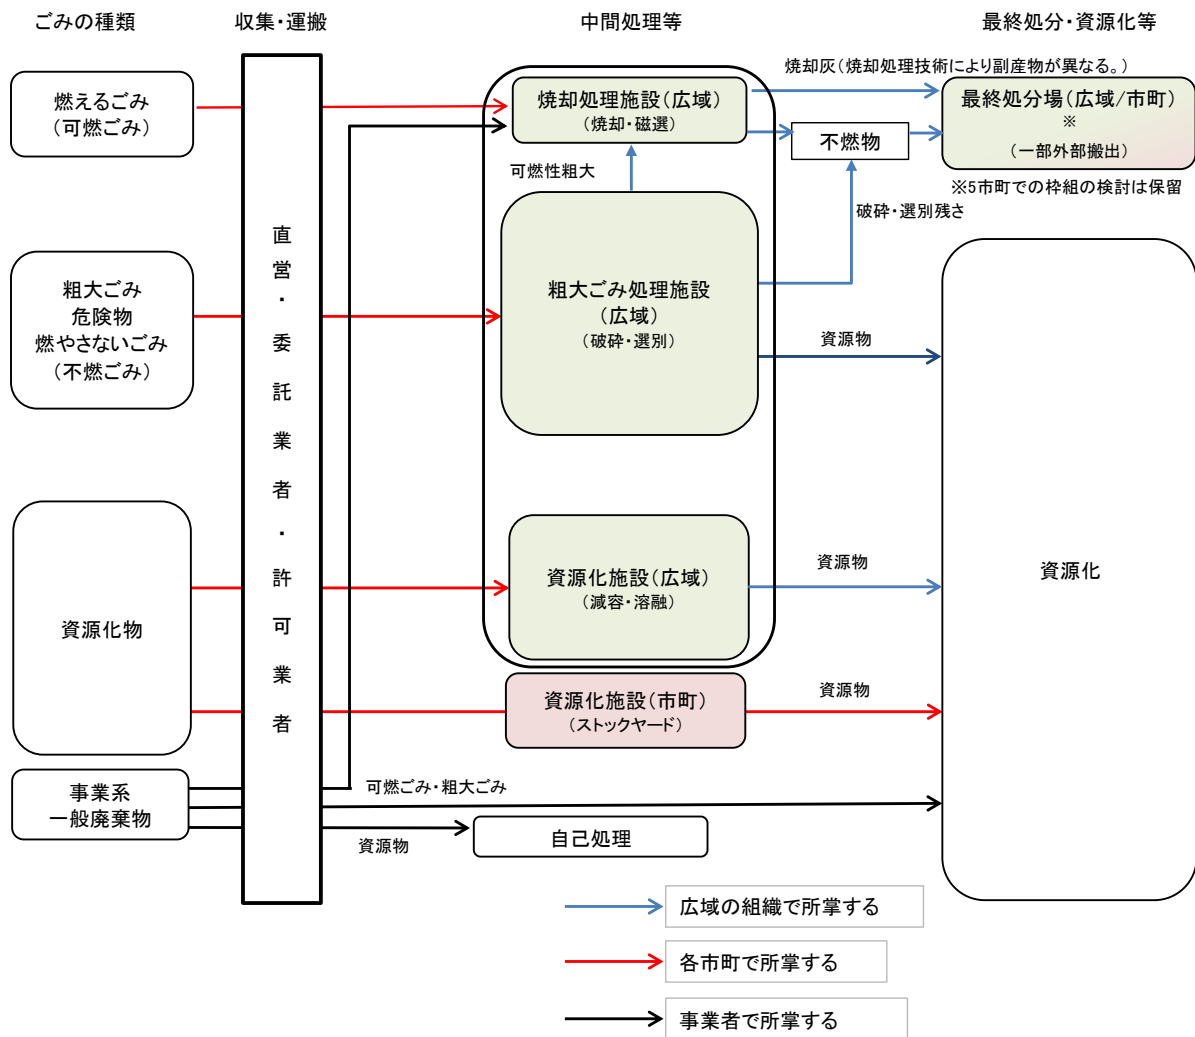 ごみの種類
収集・運搬
中間処理等
最終処分・資源化等
燃えるごみ
(可燃ごみ)
粗大ごみ
危険物
燃やさないごみ
(不燃ごみ)
資源化物
事業系
一般廃棄物
直営・委託業者・許可業者
焼却処理施設(広域)
(焼却・磁選)
可燃性粗大
粗大ごみ処理施設
(広域)
(破砕・選別)
資源化施設(広域)
(減容・溶融)
資源化施設(市町)
(ストックヤード)
可燃ごみ・粗大ごみ
資源物
自己処理
焼却灰(焼却処理技術により副産物が異なる。)
不燃物
破砕・選別残さ
資源物
資源物
資源物
最終処分場(広域/市町)
※
(一部外部搬出)
※5市町での枠組の検討は保留
資源化
広域の組織で所掌する
各市町で所掌する
事業者で所掌する